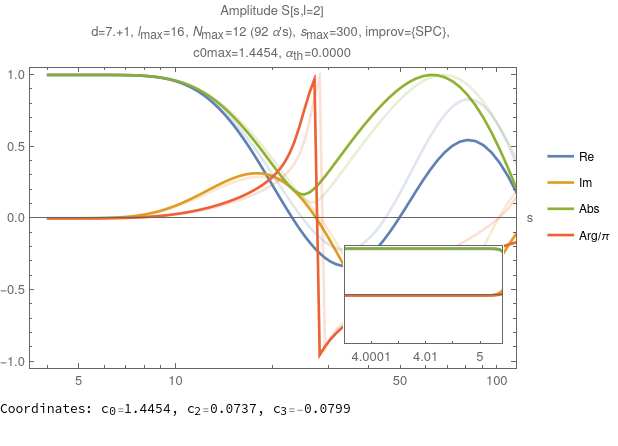 Amplitude S[s,l=2]
d=7.+1, lmax=16, Nmax=12 (92 α's), smax=300, improv={SPC},
c0max=1.4454, αth=0.0000
1.0
0.5
0.0
−0.5
−1.0
5
10
50
100
s
4.0001
4.01
5
Re
Im
Abs
Arg/π
Coordinates: c0=1.4454, c2=0.0737, c3=-0.0799